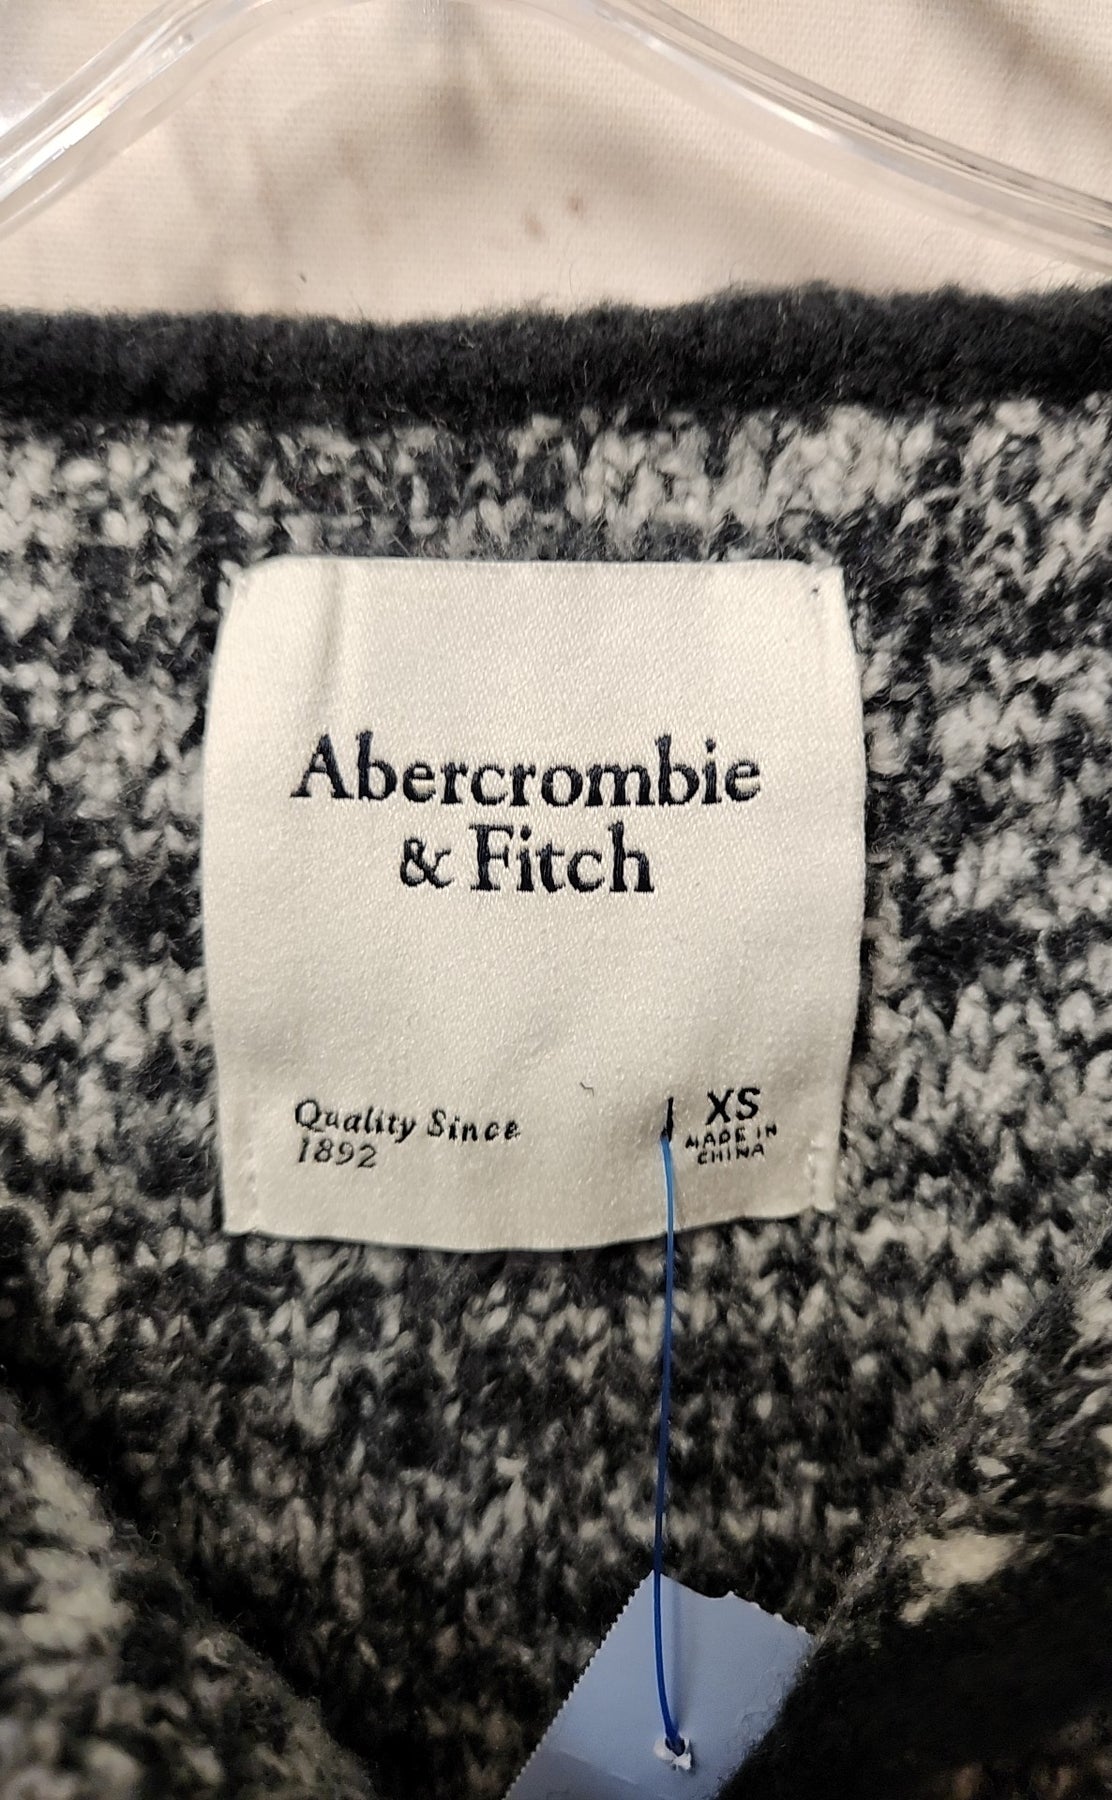 Abercrombie
& Fitch
Quality Since
1892
XS
MADE IN
CHINA